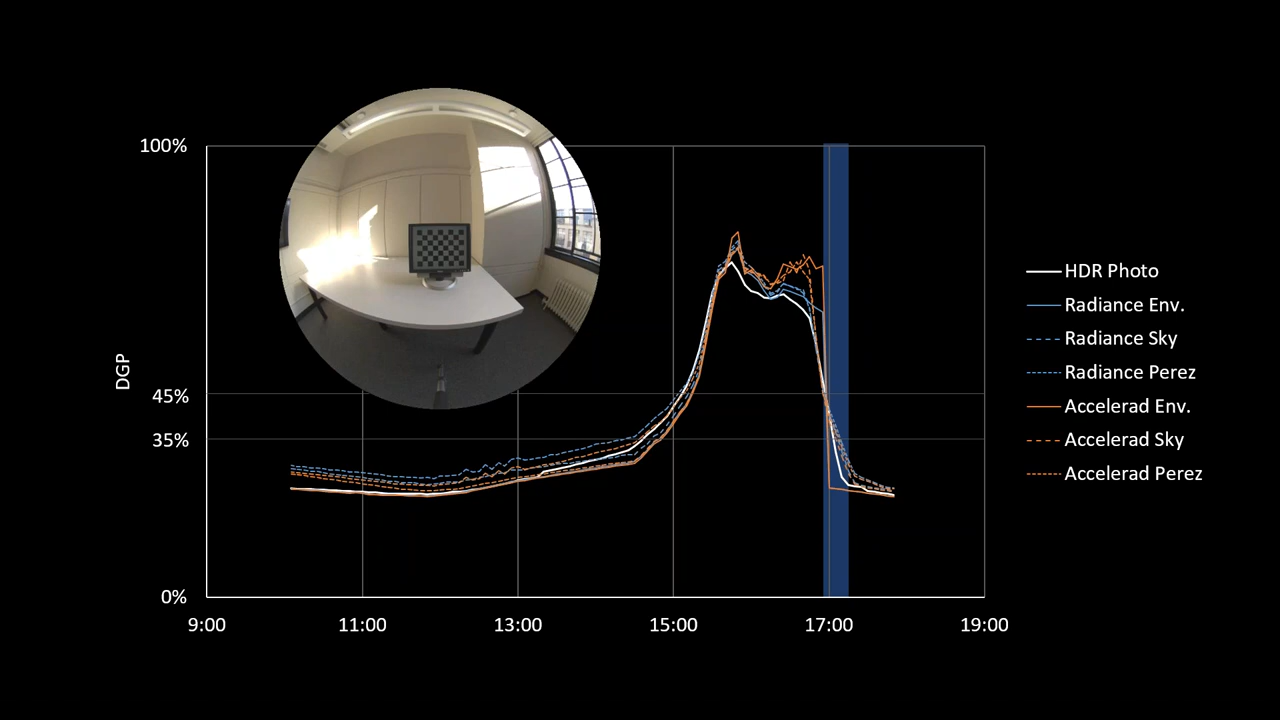 100%
45%
35%
0%
DGP
9:00 11:00 13:00 15:00 17:00 19:00
HDR Photo
Radiance Env.
Radiance Sky
Radiance Perez
Accelerad Env.
Accelerad Sky
Accelerad Perez